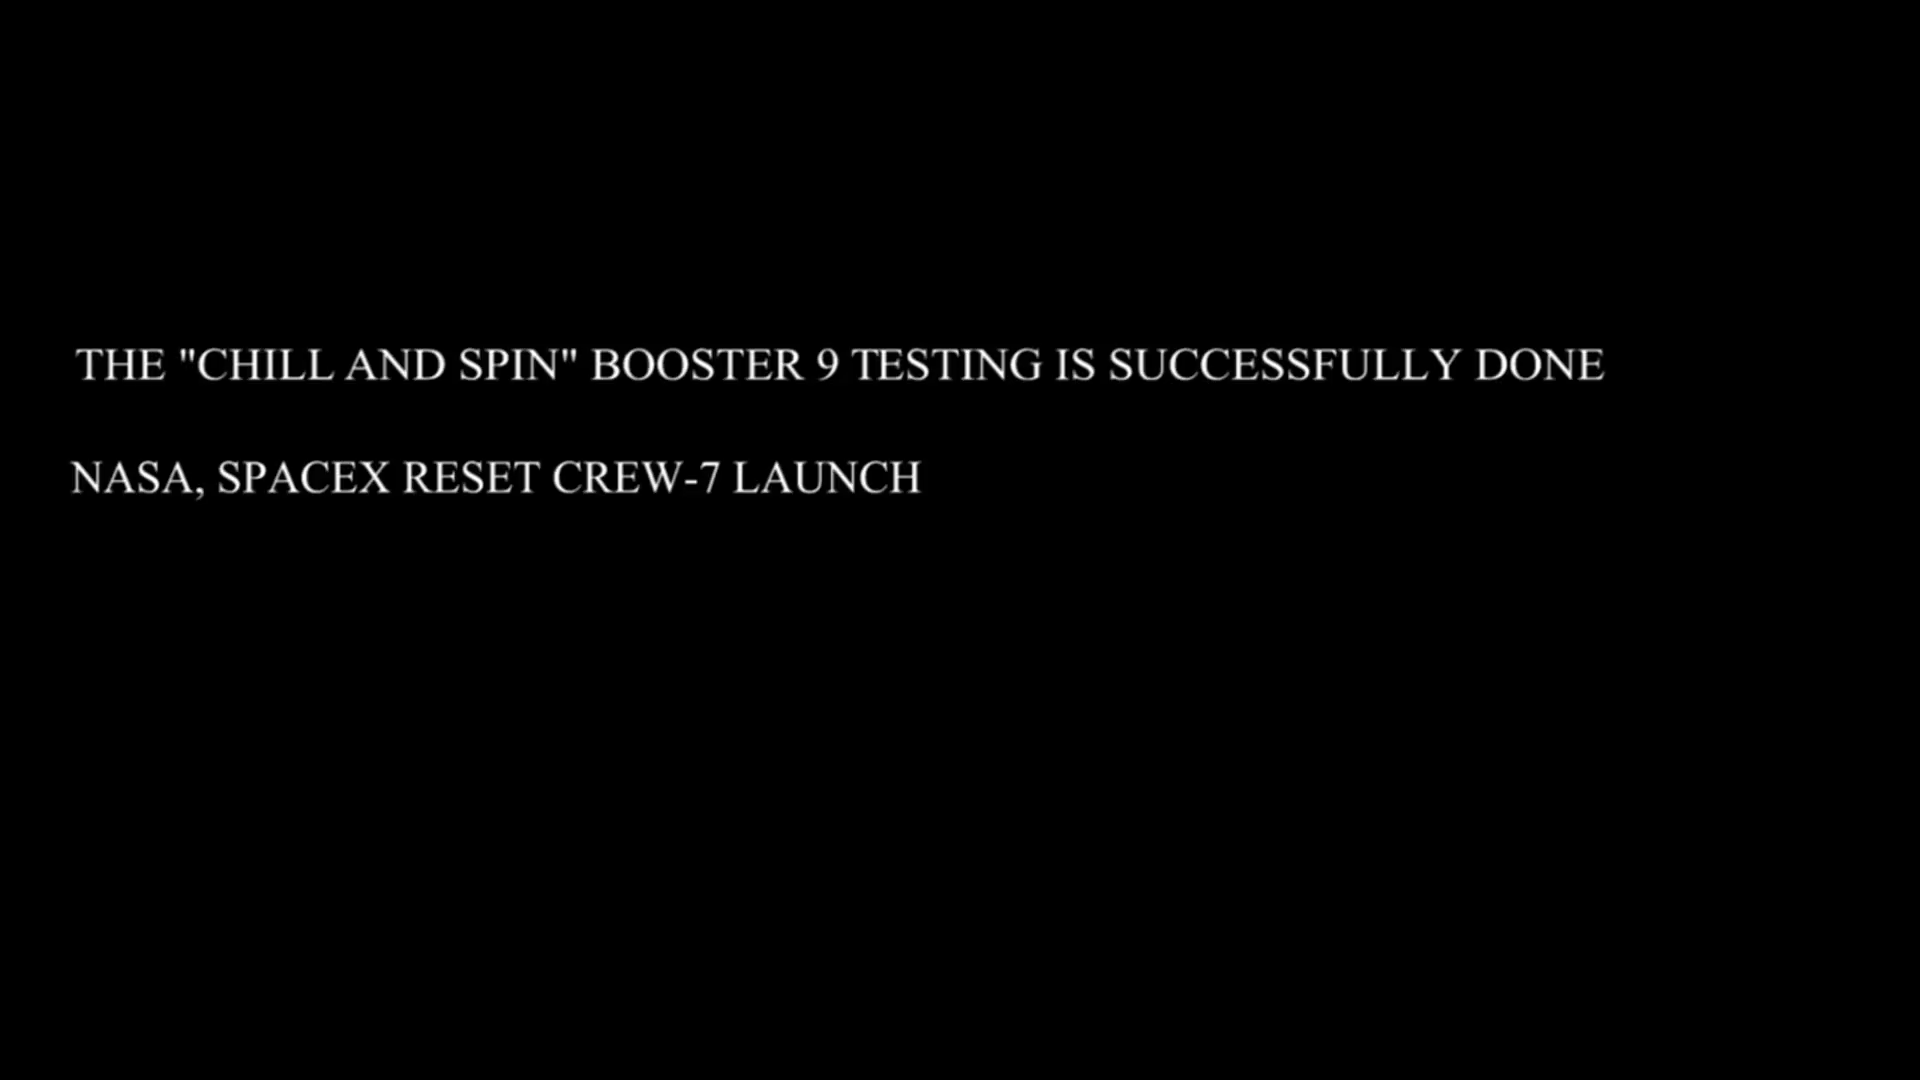 THE "CHILL AND SPIN" BOOSTER 9 TESTING IS SUCCESSFULLY DONE
NASA, SPACEX RESET CREW-7 LAUNCH